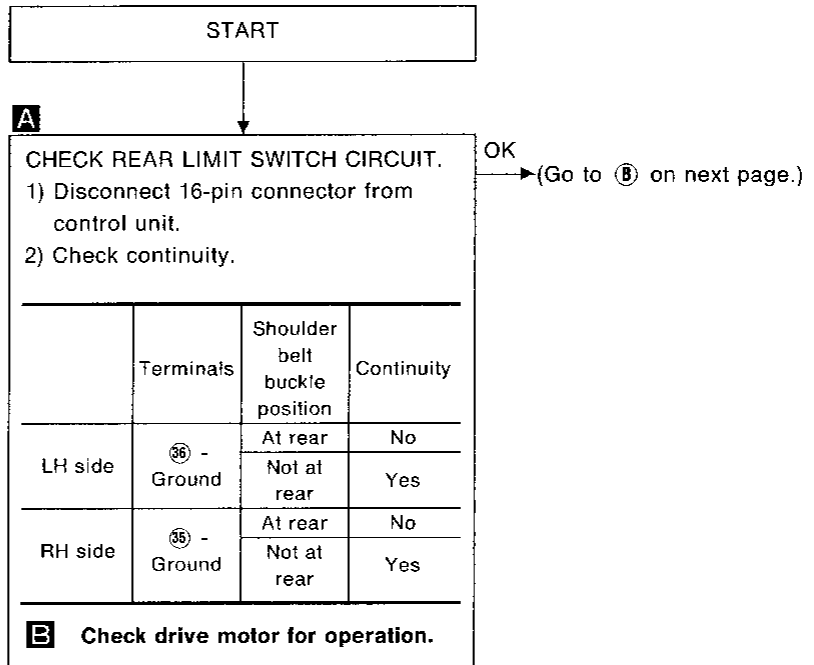 START
A
CHECK REAR LIMIT SWITCH CIRCUIT.
1) Disconnect 16-pin connector from
control unit.
2) Check continuity.
OK
(Go to Ⓑ on next page.)
Terminals
Shoulder
belt
buckle
position
Continuity
LH side
㊱ -
Ground
At rear
No
Not at
rear
Yes
RH side
㉟ -
Ground
At rear
No
Not at
rear
Yes
B Check drive motor for operation.